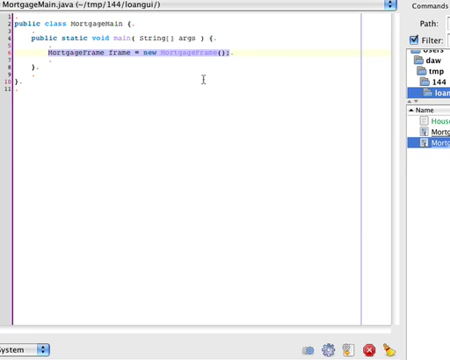 MortgageMain.java (~/tmp/144/loangui/)
Commands
1
2 public class MortgageMain {
3
4 public static void main( String[] args ) {
5
6 MortgageFrame frame = new MortgageFrame();
7
8 }
9
10 }
11
Path:
Filter:
Users
daw
tmp
144
loan
Name
Hous
Mortg
Mortg
System